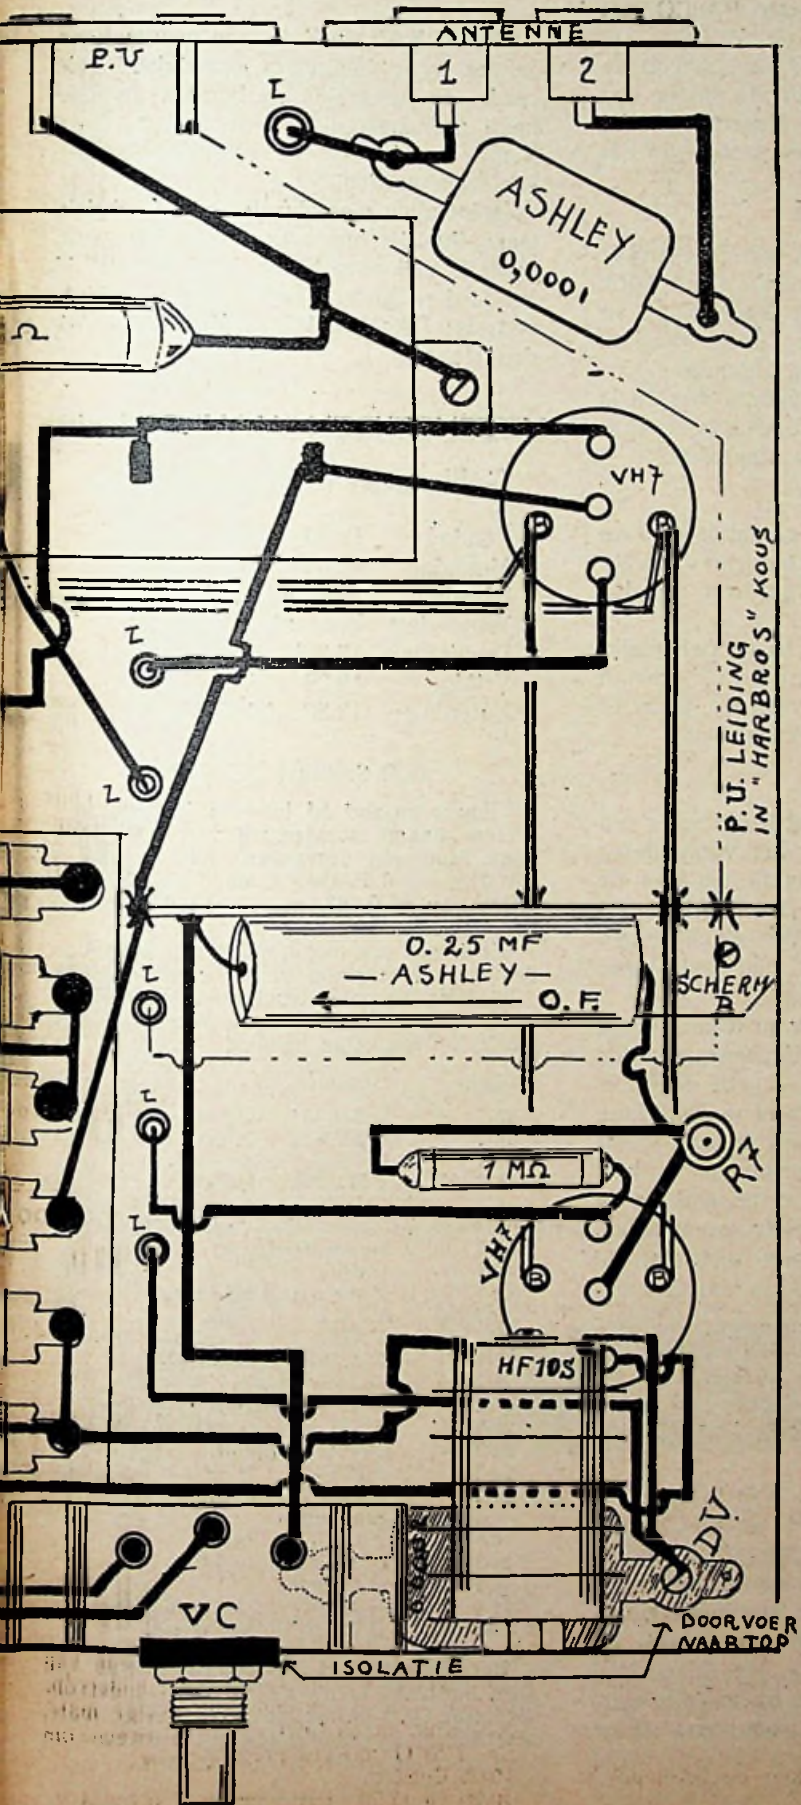 P.U
ANTENNE
1
2
I
ASHLEY
0,0001
Ω
VH7
B
B
I
Z
P.U. LEIDING
IN "HARBROS" KOUS
0.25 MF
— ASHLEY —
O.F.
SCHERM
B
I
I
1 MΩ
R7
I
VH7
B
B
HF10S
DV.
VC
ISOLATIE
DOORVOER
NAAR TOP